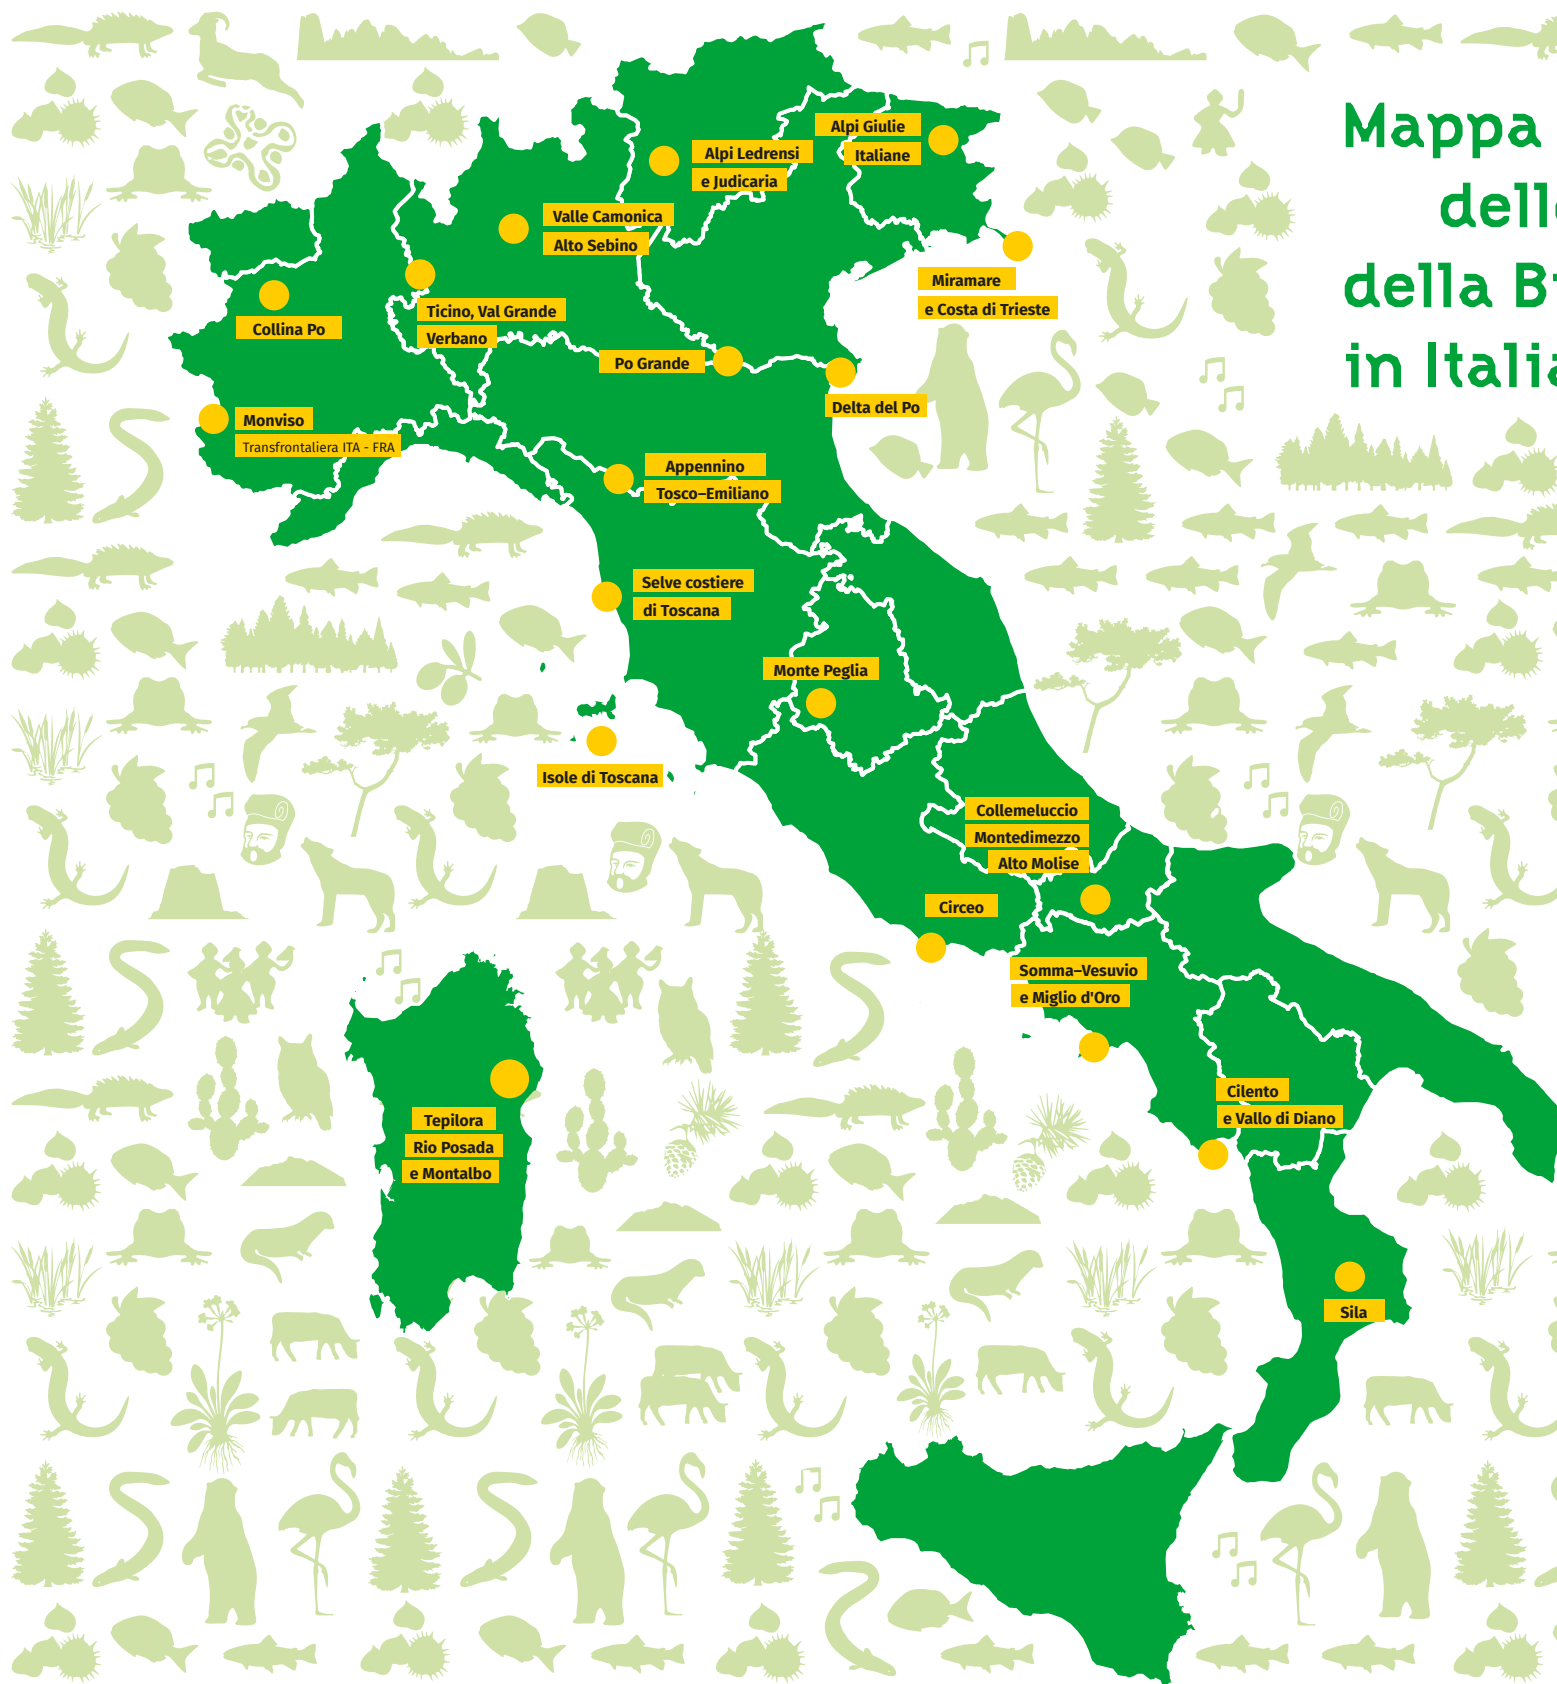 Mappa
della B
in Italia
Alpi Giulie
Italiane
Alpi Ledrensi
e Judicaria
Valle Camonica
Alto Sebino
Miramare
e Costa di Trieste
Ticino, Val Grande
Verbano
Collina Po
Po Grande
Delta del Po
Monviso
Transfrontaliera ITA - FRA
Appennino
Tosco–Emiliano
Selve costiere
di Toscana
Monte Peglia
Isole di Toscana
Collemeluccio
Montedimezzo
Alto Molise
Circeo
Somma–Vesuvio
e Miglio d'Oro
Cilento
e Vallo di Diano
Tepilora
Rio Posada
e Montalbo
Sila